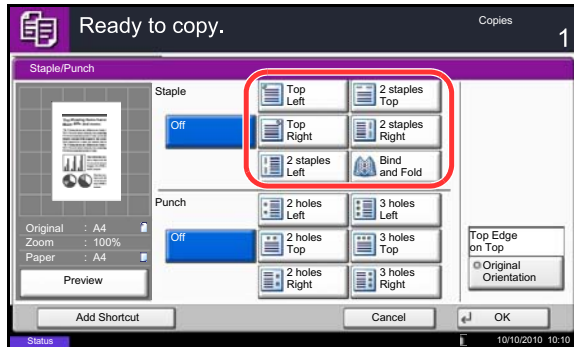 Ready to copy.
Copies
1
Staple/Punch
Staple
Off
Top
Left
2 staples
Top
Top
Right
2 staples
Right
2 staples
Left
Bind
and Fold
Punch
Off
2 holes
Left
3 holes
Left
2 holes
Top
3 holes
Top
2 holes
Right
3 holes
Right
Original : A4
Zoom : 100%
Paper : A4
Preview
Top Edge
on Top
Original
Orientation
Add Shortcut
Cancel
OK
Status
10/10/2010 10:10